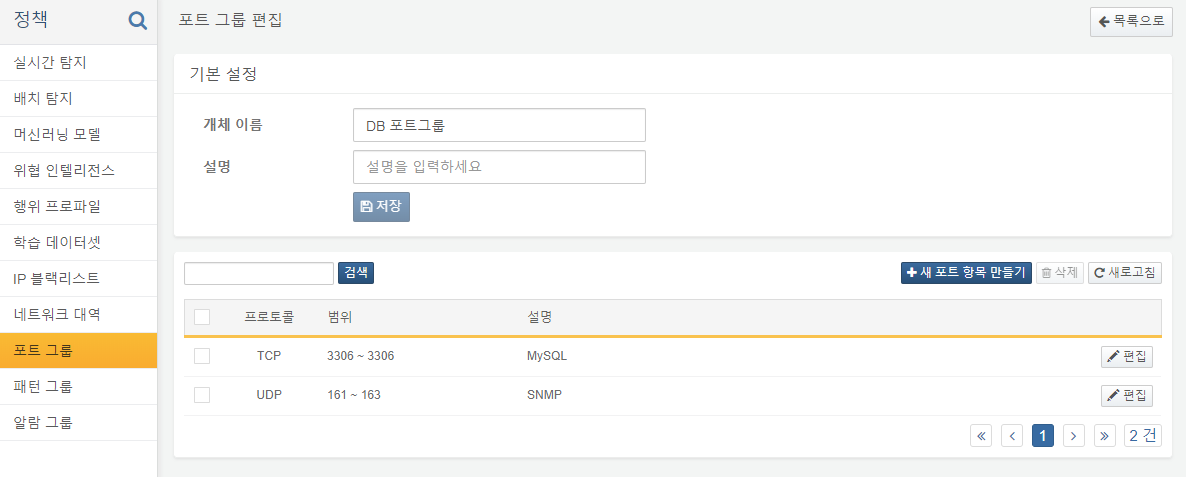 정책
실시간 탐지
배치 탐지
머신러닝 모델
위협 인텔리전스
행위 프로파일
학습 데이터셋
IP 블랙리스트
네트워크 대역
포트 그룹
패턴 그룹
알람 그룹
포트 그룹 편집
목록으로
기본 설정
개체 이름 DB 포트그룹
설명 설명을 입력하세요
저장
검색 새 포트 항목 만들기 삭제 새로고침
프로토콜 범위 설명
TCP 3306 ~ 3306 MySQL 편집
UDP 161 ~ 163 SNMP 편집
« < 1 > » 2 건